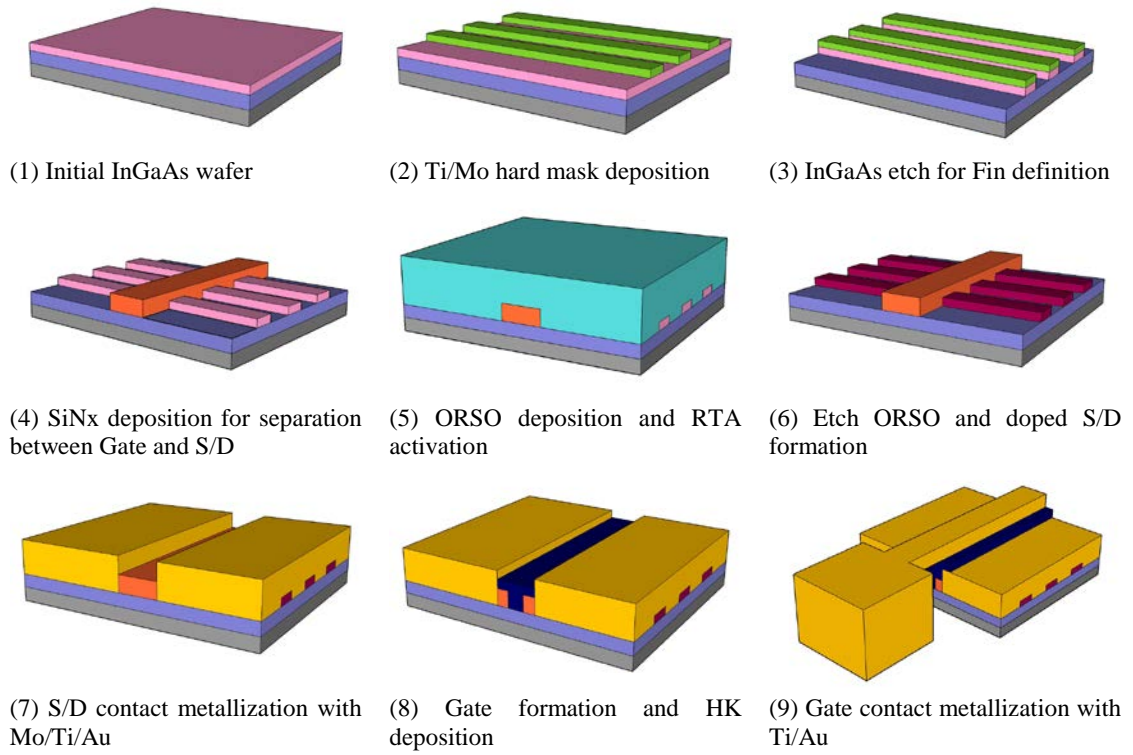 (1) Initial InGaAs wafer
(2) Ti/Mo hard mask deposition
(3) InGaAs etch for Fin definition
(4) SiNx deposition for separation
between Gate and S/D
(5) ORSO deposition and RTA
activation
(6) Etch ORSO and doped S/D
formation
(7) S/D contact metallization with
Mo/Ti/Au
(8) Gate formation and HK
deposition
(9) Gate contact metallization with
Ti/Au